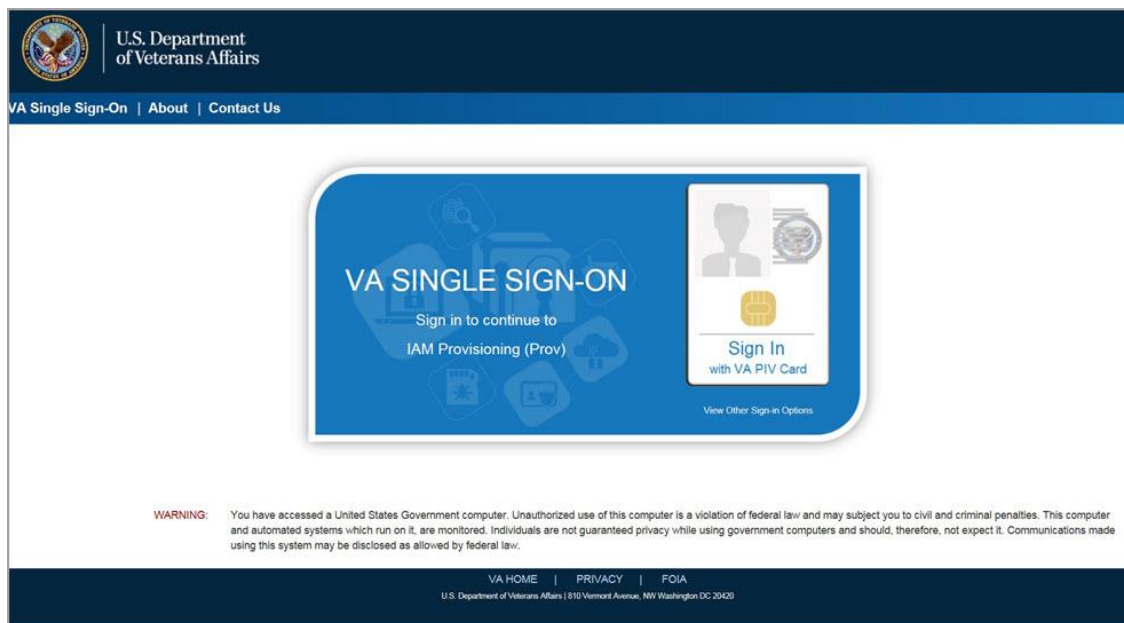 U.S. Department
of Veterans Affairs
VA Single Sign-On | About | Contact Us
VA SINGLE SIGN-ON
Sign in to continue to
IAM Provisioning (Prov)
Sign In
with VA PIV Card
View Other Sign-in Options
WARNING: You have accessed a United States Government computer. Unauthorized use of this computer is a violation of federal law and may subject you to civil and criminal penalties. This computer
and automated systems which run on it, are monitored. Individuals are not guaranteed privacy while using government computers and should, therefore, not expect it. Communications made
using this system may be disclosed as allowed by federal law.
VA HOME | PRIVACY | FOIA
U.S. Department of Veterans Affairs | 810 Vermont Avenue, NW Washington DC 20420